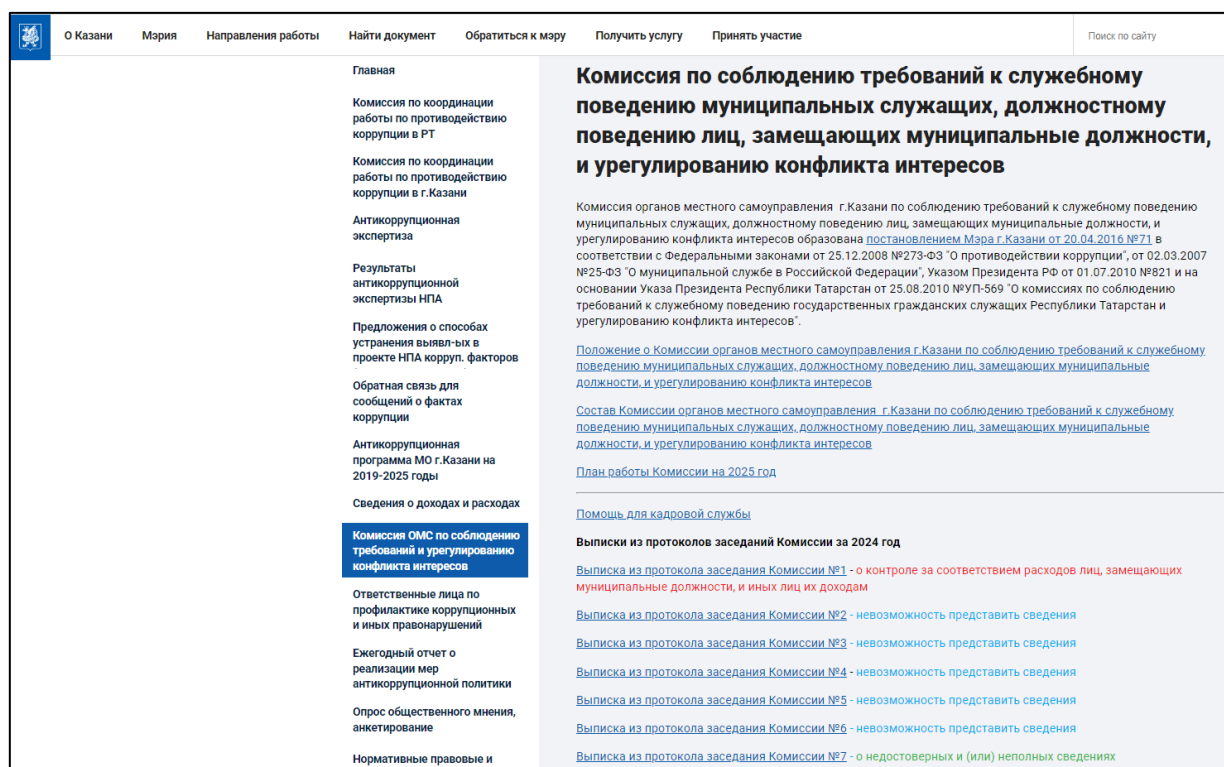 О Казани Мэрия Направления работы Найти документ Обратиться к мэру Получить услугу Принять участие Поиск по сайту
Главная
Комиссия по координации
работы по противодействию
коррупции в РТ
Комиссия по координации
работы по противодействию
коррупции в г.Казани
Антикоррупционная
экспертиза
Результаты
антикоррупционной
экспертизы НПА
Предложения о способах
устранения выявл-ых в
проекте НПА корруп. факторов
Обратная связь для
сообщений о фактах
коррупции
Антикоррупционная
программа МО г.Казани на
2019-2025 годы
Сведения о доходах и расходах
Комиссия ОМС по соблюдению
требований и урегулированию
конфликта интересов
Ответственные лица по
профилактике коррупционных
и иных правонарушений
Ежегодный отчет о
реализации мер
антикоррупционной политики
Опрос общественного мнения,
анкетирование
Нормативные правовые и
Комиссия по соблюдению требований к служебному
поведению муниципальных служащих, должностному
поведению лиц, замещающих муниципальные должности,
и урегулированию конфликта интересов
Комиссия органов местного самоуправления г.Казани по соблюдению требований к служебному поведению
муниципальных служащих, должностному поведению лиц, замещающих муниципальные должности, и
урегулированию конфликта интересов образована постановлением Мэра г.Казани от 20.04.2016 №71 в
соответствии с Федеральными законами от 25.12.2008 №273-ФЗ "О противодействии коррупции", от 02.03.2007
№25-ФЗ "О муниципальной службе в Российской Федерации", Указом Президента РФ от 01.07.2010 №821 и на
основании Указа Президента Республики Татарстан от 25.08.2010 №УП-569 "О комиссиях по соблюдению
требований к служебному поведению государственных гражданских служащих Республики Татарстан и
урегулированию конфликта интересов".
Положение о Комиссии органов местного самоуправления г.Казани по соблюдению требований к служебному
поведению муниципальных служащих, должностному поведению лиц, замещающих муниципальные
должности, и урегулированию конфликта интересов
Состав Комиссии органов местного самоуправления г.Казани по соблюдению требований к служебному
поведению муниципальных служащих, должностному поведению лиц, замещающих муниципальные
должности, и урегулированию конфликта интересов
План работы Комиссии на 2025 год
Помощь для кадровой службы
Выписки из протоколов заседаний Комиссии за 2024 год
Выписка из протокола заседания Комиссии №1 - о контроле за соответствием расходов лиц, замещающих
муниципальные должности, и иных лиц их доходам
Выписка из протокола заседания Комиссии №2 - невозможность представить сведения
Выписка из протокола заседания Комиссии №3 - невозможность представить сведения
Выписка из протокола заседания Комиссии №4 - невозможность представить сведения
Выписка из протокола заседания Комиссии №5 - невозможность представить сведения
Выписка из протокола заседания Комиссии №6 - невозможность представить сведения
Выписка из протокола заседания Комиссии №7 - о недостоверных и (или) неполных сведениях